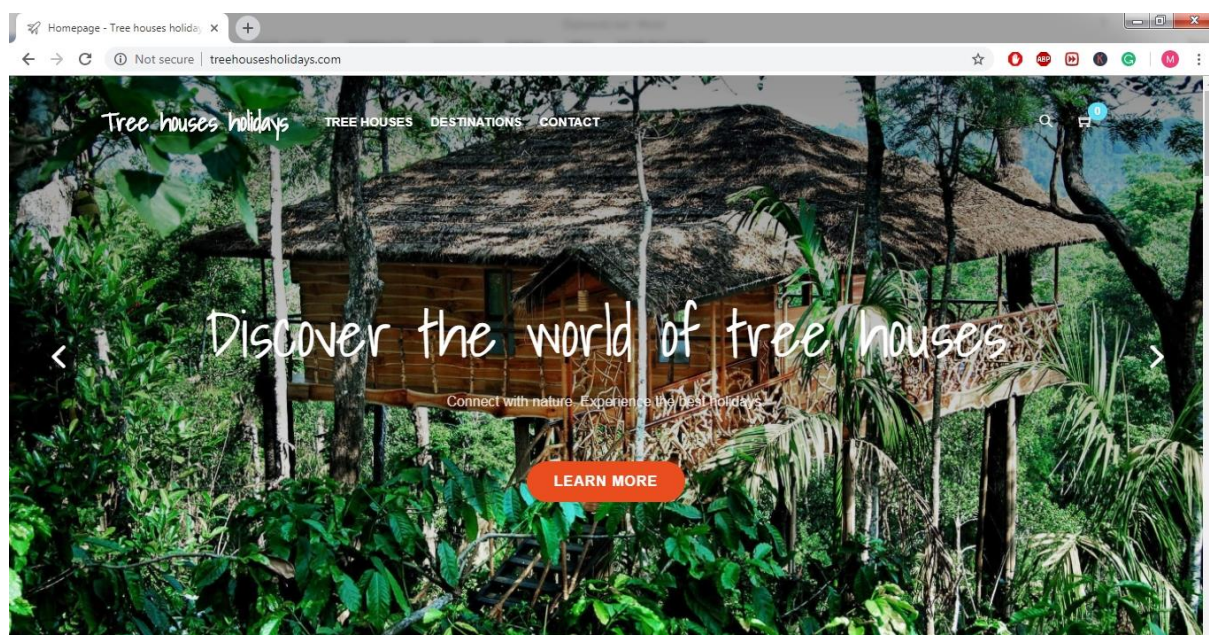 Homepage - Tree houses holiday
Not secure | treehousesholidays.com
ABP
K
G
M
Tree houses holidays
TREE HOUSES
DESTINATIONS
CONTACT
0
Discover the world of tree houses
Connect with nature. Experience the best holidays.
LEARN MORE